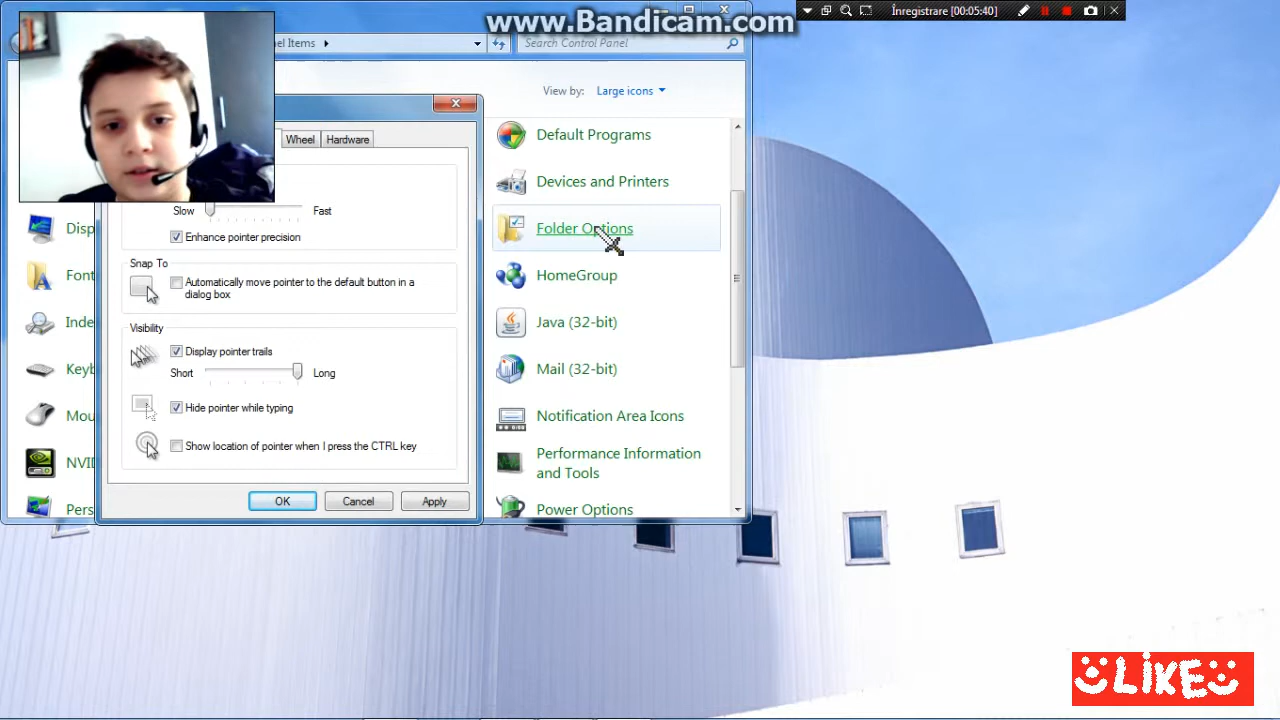 www.Bandicam.com
Înregistrare [00:05:40]
nel Items
Search Control Panel
View by: Large icons
Wheel
Hardware
Slow
Fast
Enhance pointer precision
Snap To
Automatically move pointer to the default button in a
dialog box
Visibility
Display pointer trails
Short
Long
Hide pointer while typing
Show location of pointer when I press the CTRL key
OK
Cancel
Apply
Disp
Font
Inde
Keyb
Mou
NVID
Pers
Default Programs
Devices and Printers
Folder Options
HomeGroup
Java (32-bit)
Mail (32-bit)
Notification Area Icons
Performance Information
and Tools
Power Options
LIKE